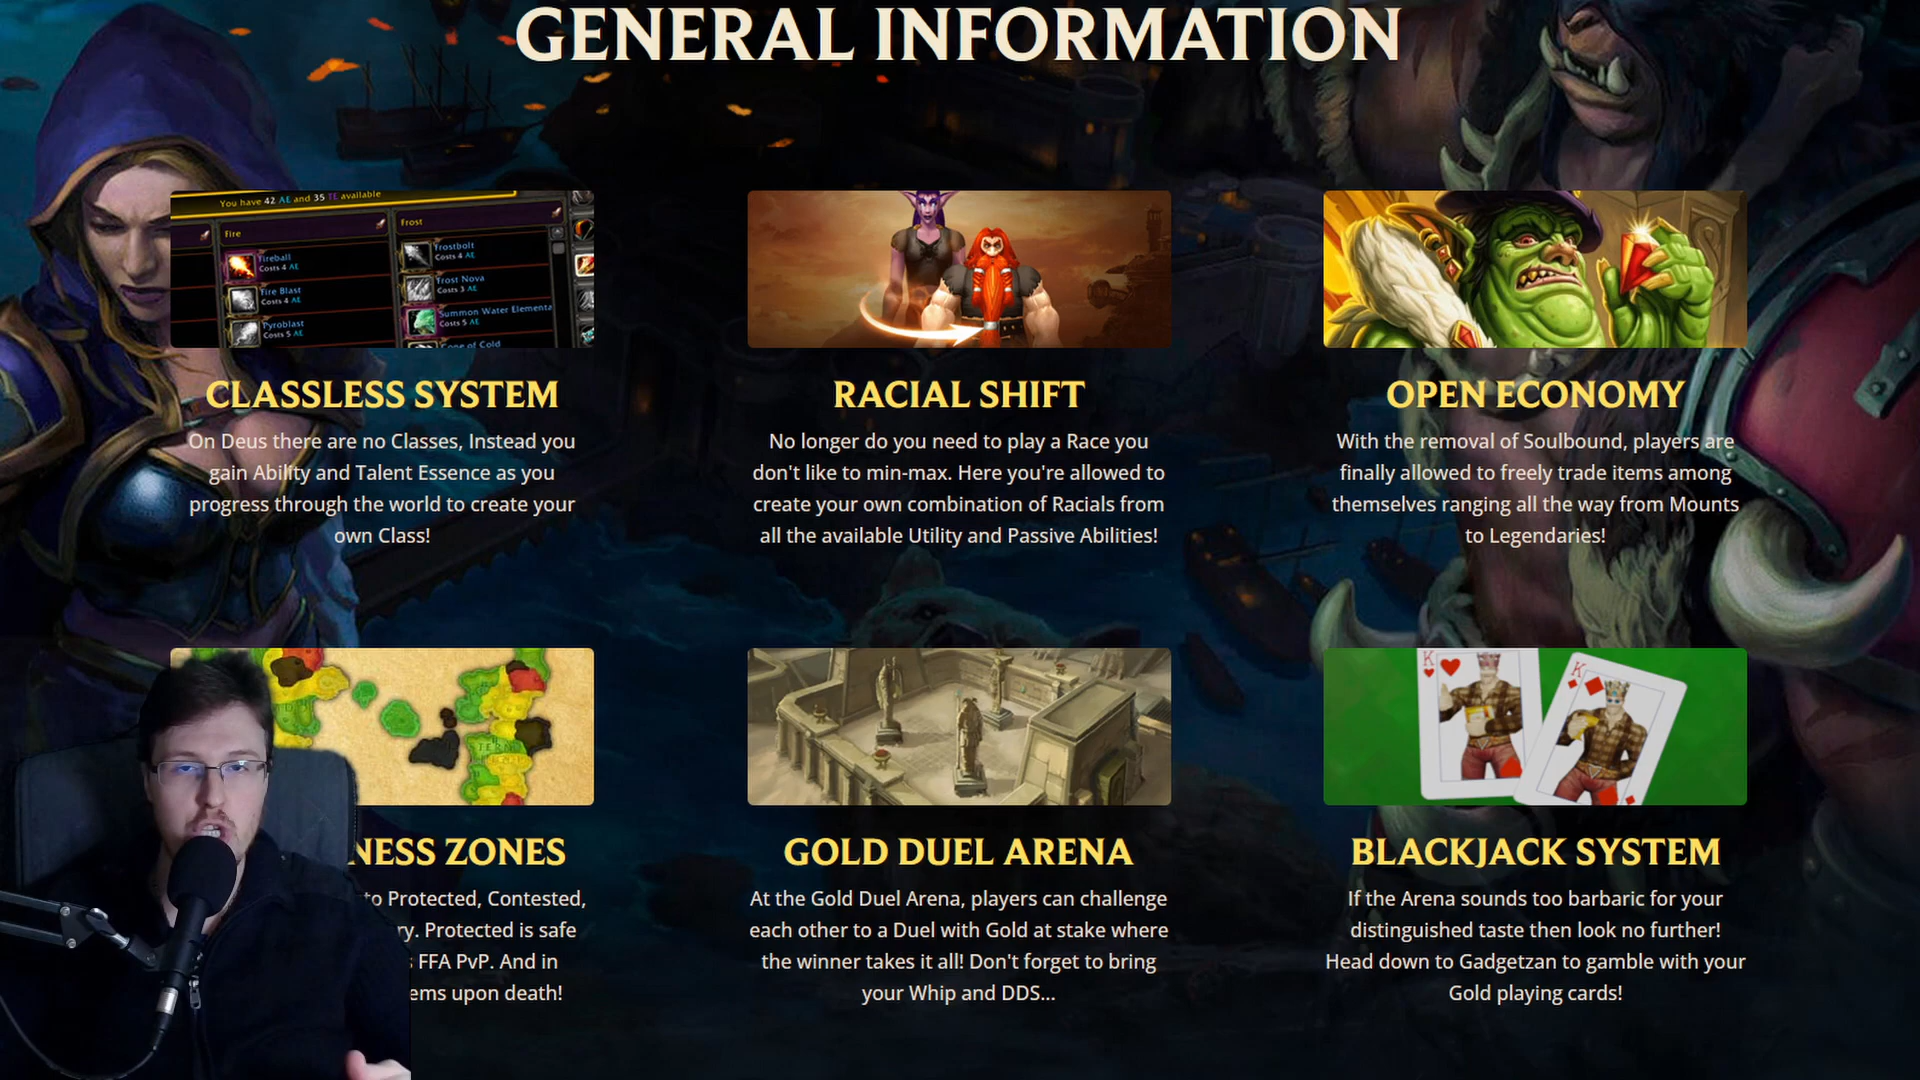 GENERAL INFORMATION
You have 42 AE and 35 TE available
Fire
Frost
Fireball
Costs 4 AE
Frostbolt
Costs 4 AE
Fire Blast
Costs 4 AE
Frost Nova
Costs 3 AE
Pyroblast
Costs 5 AE
Summon Water Elementa
Costs 5 AE
Cone of Cold
CLASSLESS SYSTEM
On Deus there are no Classes, Instead you
gain Ability and Talent Essence as you
progress through the world to create your
own Class!
RACIAL SHIFT
No longer do you need to play a Race you
don't like to min-max. Here you're allowed to
create your own combination of Racials from
all the available Utility and Passive Abilities!
OPEN ECONOMY
With the removal of Soulbound, players are
finally allowed to freely trade items among
themselves ranging all the way from Mounts
to Legendaries!
K
K
NESS ZONES
to Protected, Contested,
ry. Protected is safe
FFA PvP. And in
ems upon death!
GOLD DUEL ARENA
At the Gold Duel Arena, players can challenge
each other to a Duel with Gold at stake where
the winner takes it all! Don't forget to bring
your Whip and DDS...
BLACKJACK SYSTEM
If the Arena sounds too barbaric for your
distinguished taste then look no further!
Head down to Gadgetzan to gamble with your
Gold playing cards!